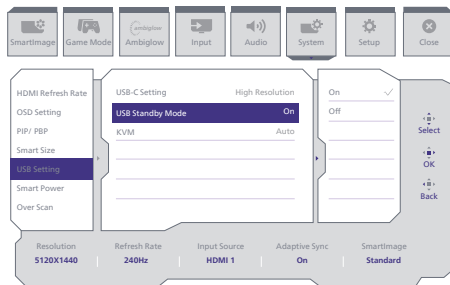 ambiglow
SmartImage Game Mode Ambiglow Input Audio System Setup Close
HDMI Refresh Rate
OSD Setting
PIP/ PBP
Smart Size
USB Setting
Smart Power
Over Scan
USB-C Setting High Resolution
USB Standby Mode On
KVM Auto
On
Off
Select
OK
Back
Resolution Refresh Rate Input Source Adaptive Sync SmartImage
5120X1440 240Hz HDMI 1 On Standard